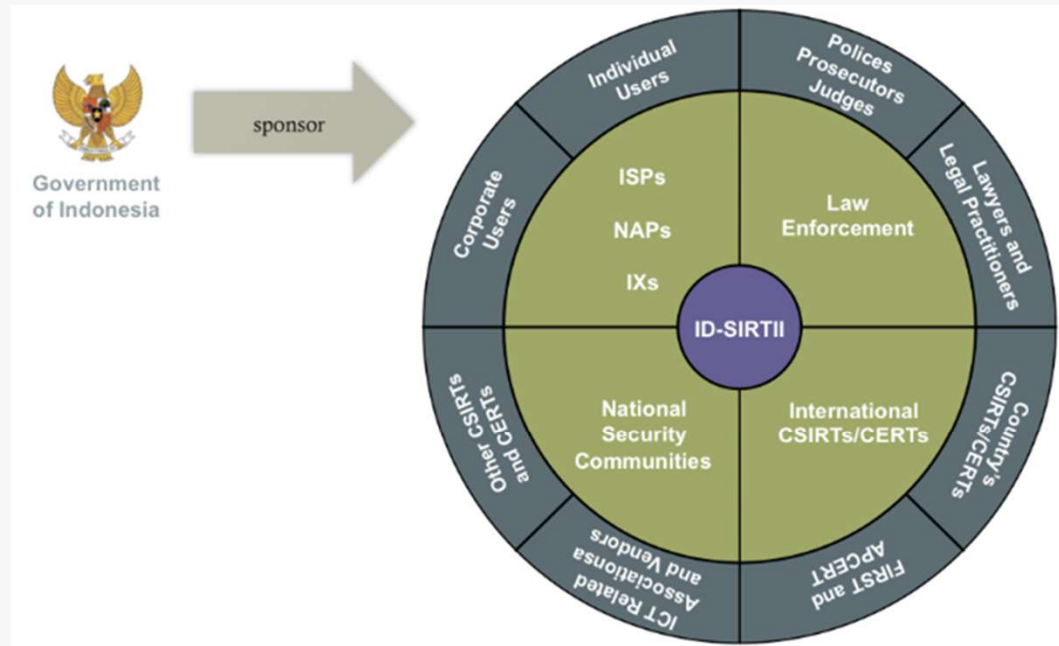 Government
of Indonesia
sponsor
Individual
Users
Polices
Prosecutors
Judges
Corporate
Users
Lawyers and
Legal Practitioners
ISPs
NAPs
IXs
Law
Enforcement
ID-SIRTII
National
Security
Communities
International
CSIRTs/CERTs
Other CSIRTs
and CERTs
Country's
CSIRTs/CERTs
ICT Related
Associationsa
and Vendors
FIRST and
APCERT